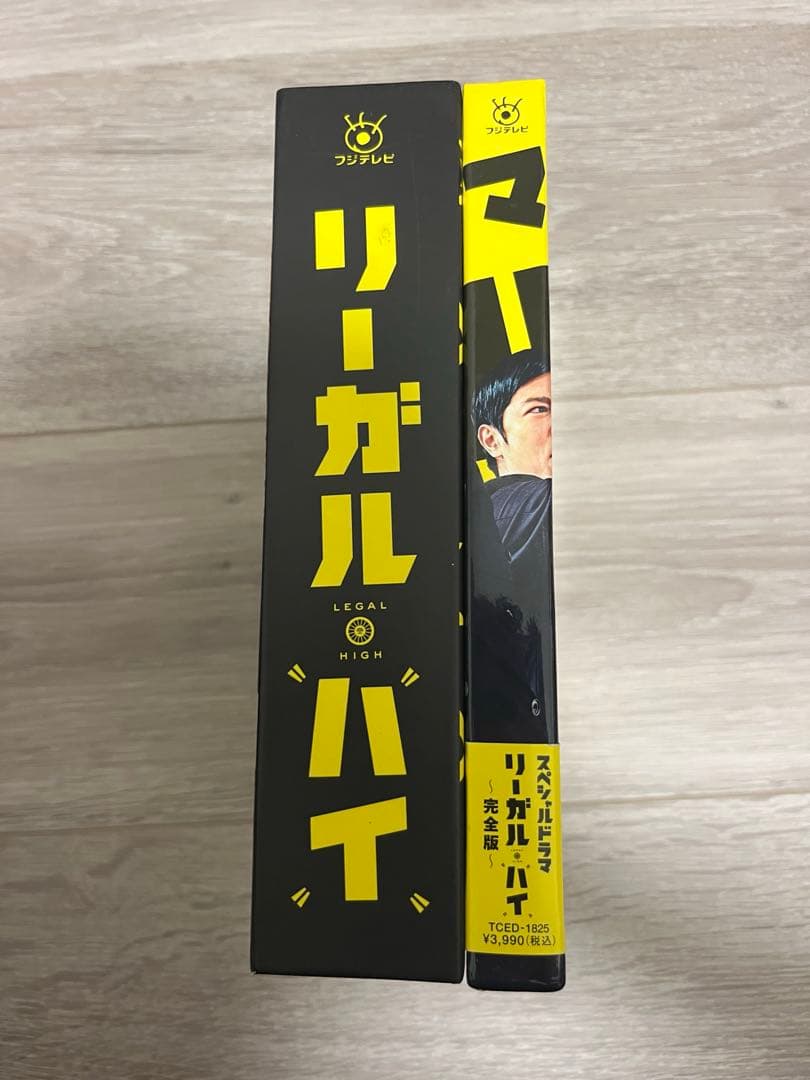 フジテレビ
リーガル
LEGAL
HIGH
ハイ
フジテレビ
マー
スペシャルドラマ
リーガル
ハイ
～完全版～
TCED-1825
¥3,990(税込)